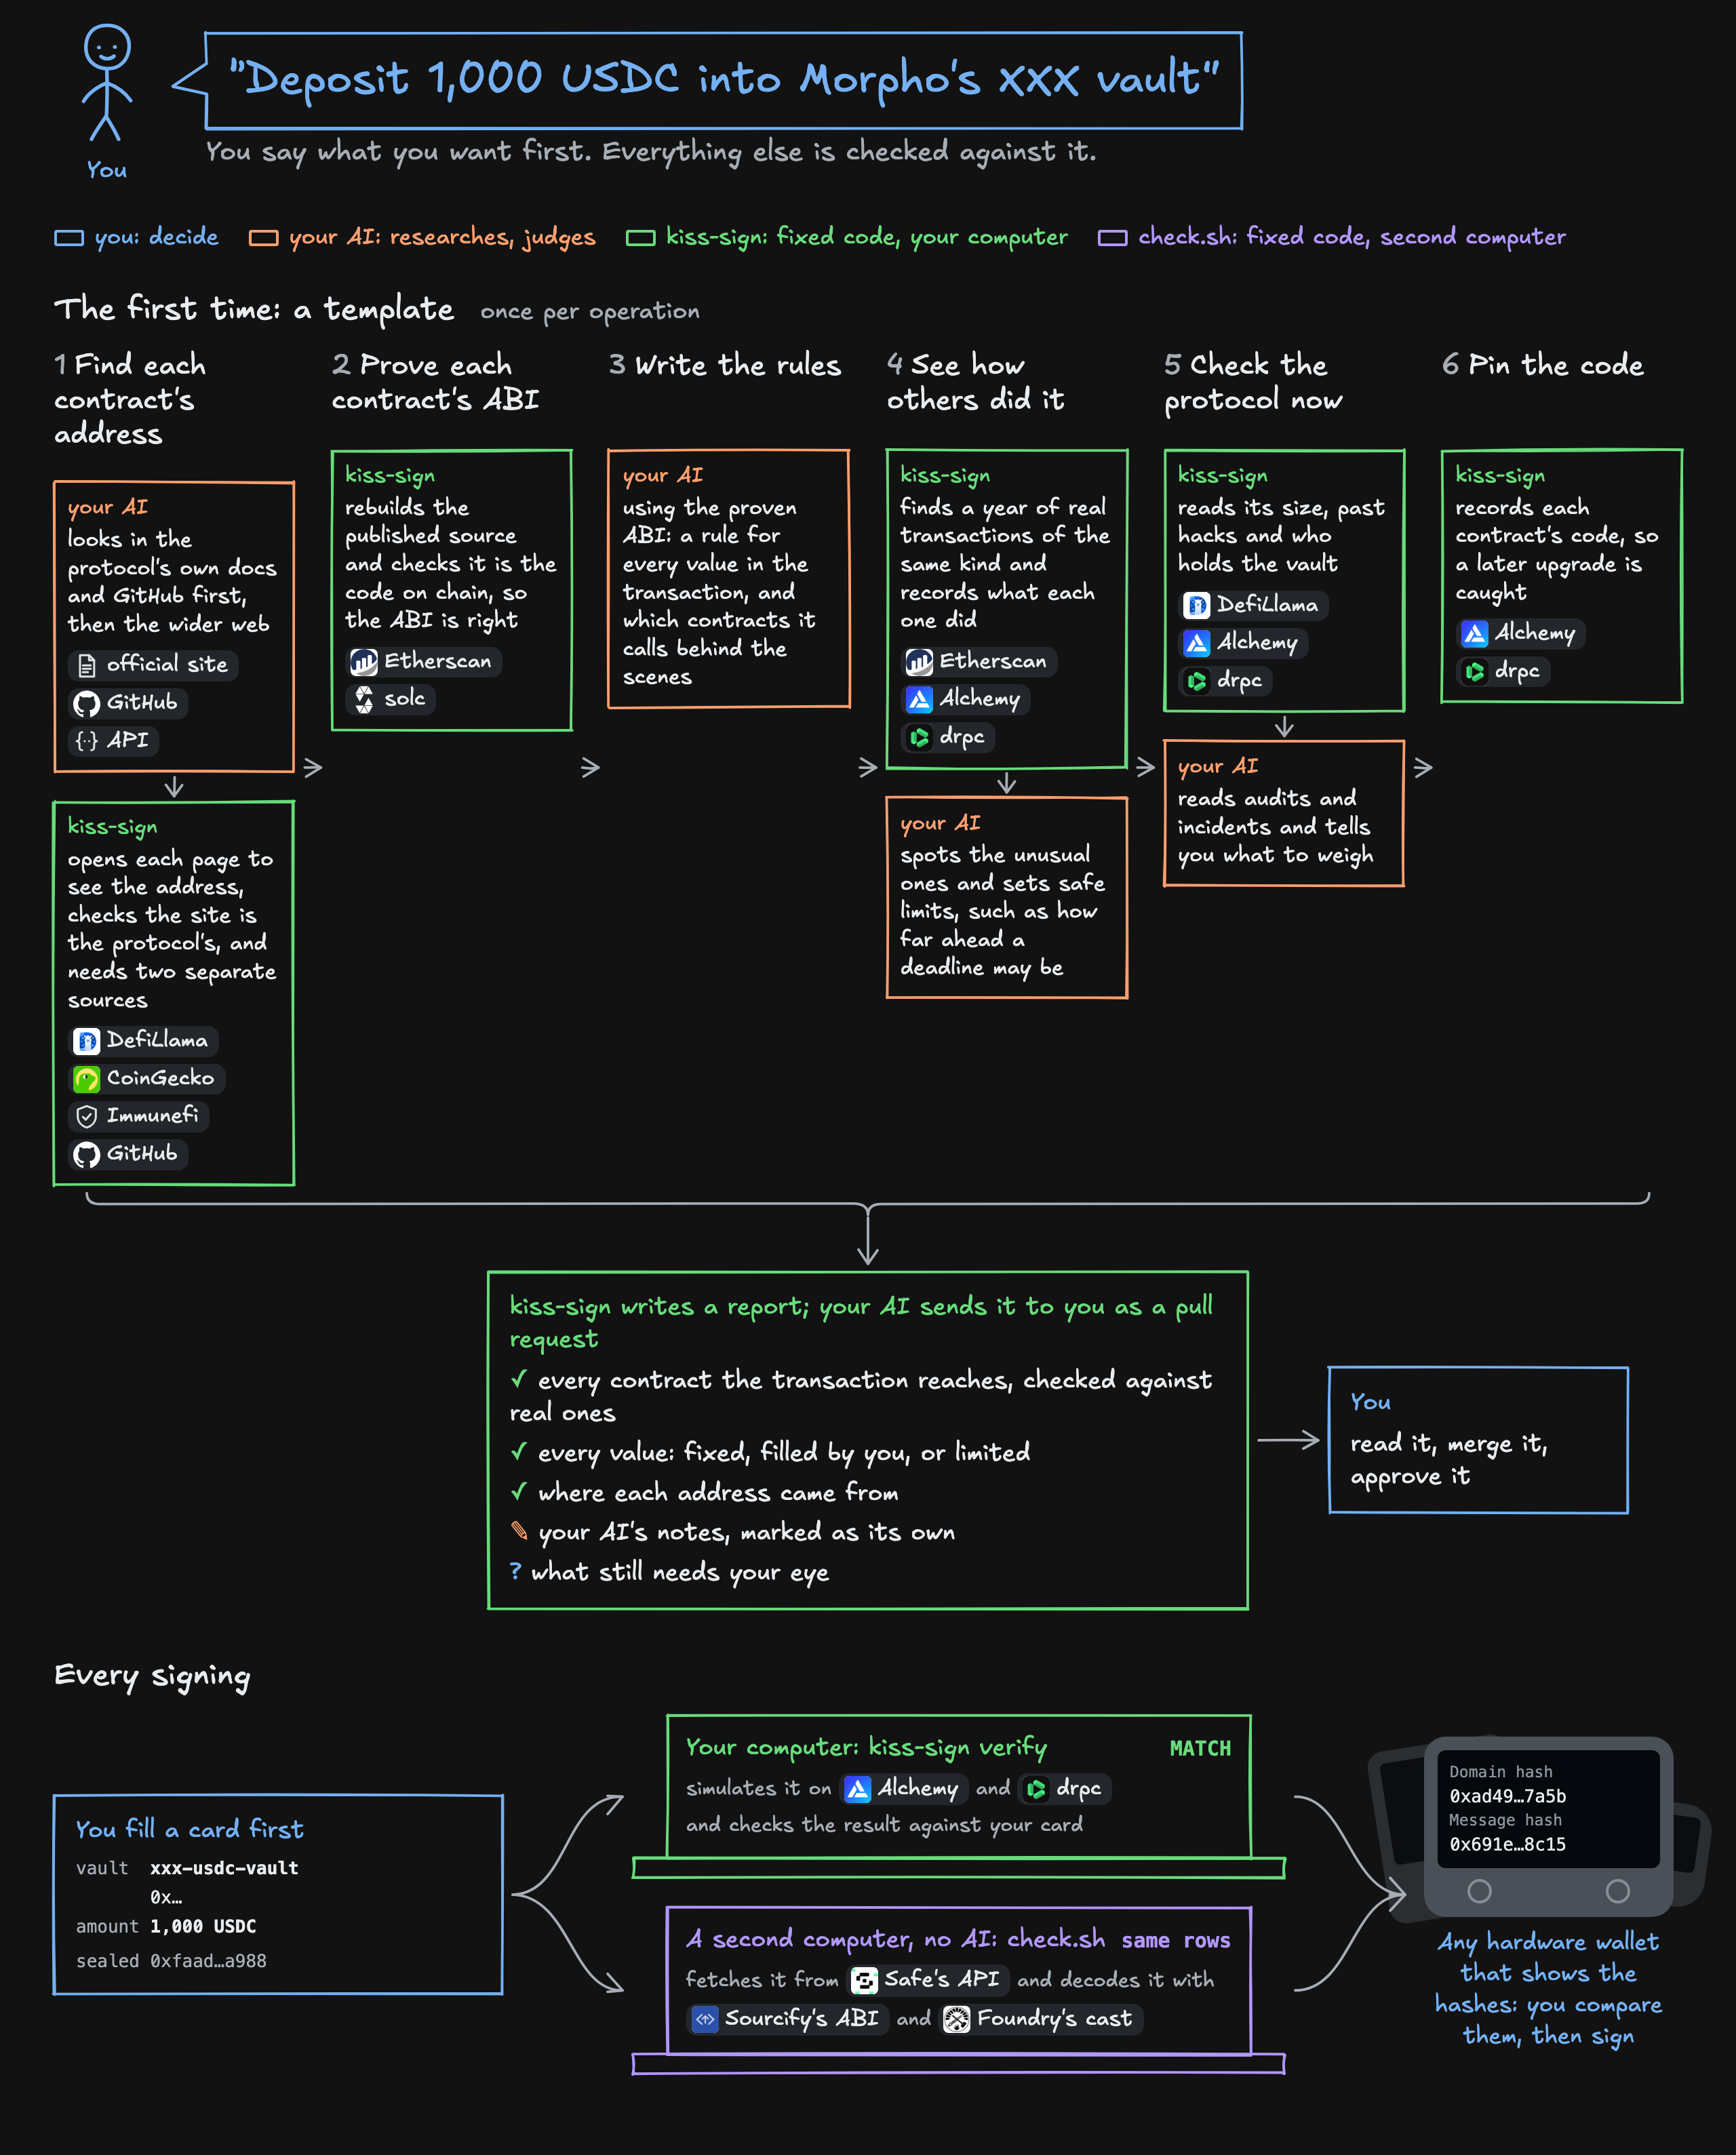 "Deposit 1,000 USDC into Morpho's XXX vault"
You
You say what you want first. Everything else is checked against it.
you: decide
your AI: researches, judges
kiss-sign: fixed code, your computer
check.sh: fixed code, second computer
The first time: a template
once per operation
1 Find each
contract's
address
your AI
looks in the
protocol's own docs
and GitHub first,
then the wider web
official site
GitHub
API
kiss-sign
opens each page to
see the address,
checks the site is
the protocol's, and
needs two separate
sources
DefiLlama
CoinGecko
Immunefi
GitHub
2 Prove each
contract's ABI
kiss-sign
rebuilds the
published source
and checks it is the
code on chain, so
the ABI is right
Etherscan
solc
3 Write the rules
your AI
using the proven
ABI: a rule for
every value in the
transaction, and
which contracts it
calls behind the
scenes
4 See how
others did it
kiss-sign
finds a year of real
transactions of the
same kind and
records what each
one did
Etherscan
Alchemy
drpc
your AI
spots the unusual
ones and sets safe
limits, such as how
far ahead a
deadline may be
5 Check the
protocol now
kiss-sign
reads its size, past
hacks and who
holds the vault
DefiLlama
Alchemy
drpc
your AI
reads audits and
incidents and tells
you what to weigh
6 Pin the code
kiss-sign
records each
contract's code, so
a later upgrade is
caught
Alchemy
drpc
kiss-sign writes a report; your AI sends it to you as a pull
request
✓ every contract the transaction reaches, checked against
real ones
✓ every value: fixed, filled by you, or limited
✓ where each address came from
✎ your AI's notes, marked as its own
? what still needs your eye
You
read it, merge it,
approve it
Every signing
You fill a card first
vault xxx-usdc-vault
0x…
amount 1,000 USDC
sealed 0xfaad…a988
Your computer: kiss-sign verify MATCH
simulates it on Alchemy and drpc
and checks the result against your card
A second computer, no AI: check.sh same rows
fetches it from Safe's API and decodes it with
Sourcify's ABI and Foundry's cast
Domain hash
0xad49…7a5b
Message hash
0x691e…8c15
Any hardware wallet
that shows the
hashes: you compare
them, then sign